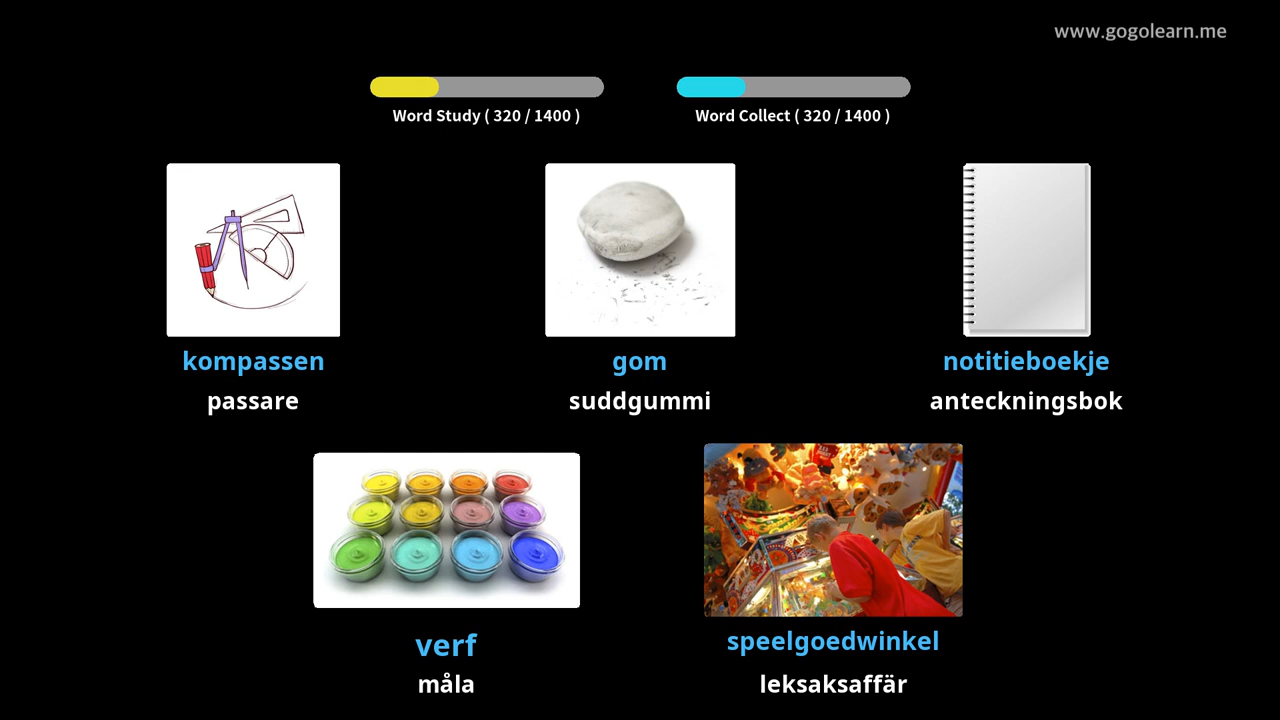 www.gogolearn.me
Word Study ( 320 / 1400 )
Word Collect ( 320 / 1400 )
kompassen
passare
gom
suddgummi
notitieboekje
anteckningsbok
verf
måla
speelgoedwinkel
leksaksaffär